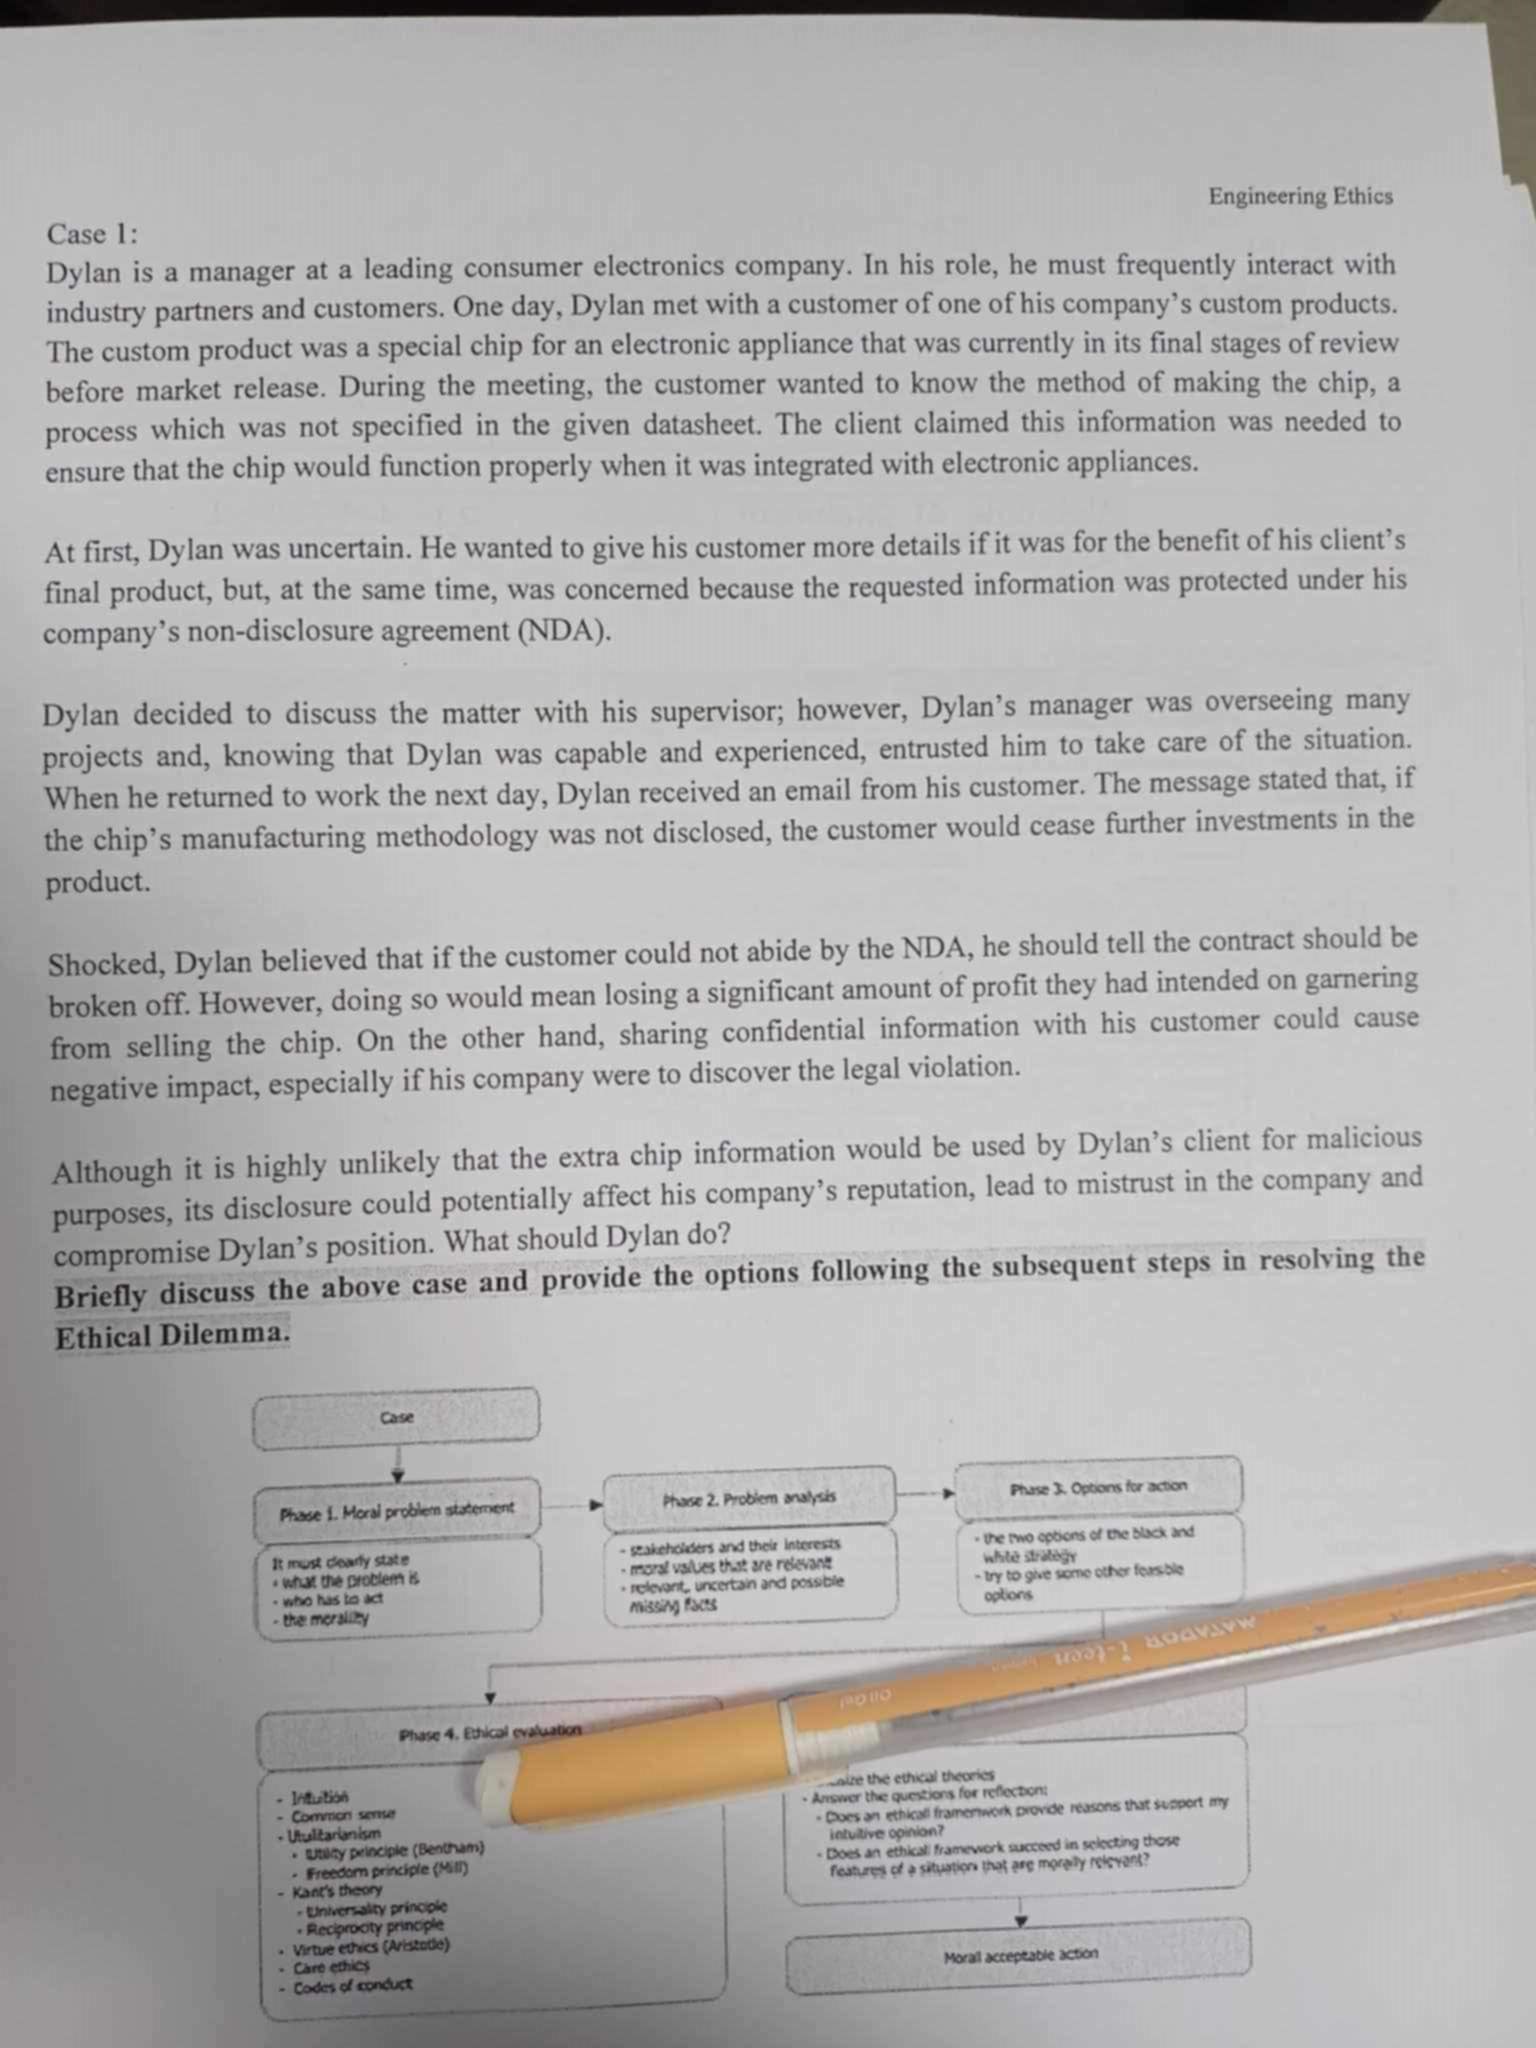 Engineering Ethics
Case 1:
Dylan is a manager at a leading consumer electronics company. In his role, he must frequently interact with
industry partners and customers. One day, Dylan met with a customer of one of his company's custom products.
The custom product was a special chip for an electronic appliance that was currently in its final stages of review
before market release. During the meeting, the customer wanted to know the method of making the chip, a
process which was not specified in the given datasheet. The client claimed this information was needed to
ensure that the chip would function properly when it was integrated with electronic appliances.
At first, Dylan was uncertain. He wanted to give his customer more details if it was for the benefit of his client's
final product, but, at the same time, was concerned because the requested information was protected under his
company's non-disclosure agreement (NDA).
Dylan decided to discuss the matter with his supervisor; however, Dylan's manager was overseeing many
projects and, knowing that Dylan was capable and experienced, entrusted him to take care of the situation.
When he returned to work the next day, Dylan received an email from his customer. The message stated that, if
the chip's manufacturing methodology was not disclosed, the customer would cease further investments in the
product.
Shocked, Dylan believed that if the customer could not abide by the NDA, he should tell the contract should be
broken off. However, doing so would mean losing a significant amount of profit they had intended on garnering
from selling the chip. On the other hand, sharing confidential information with his customer could cause
negative impact, especially if his company were to discover the legal violation.
Although it is highly unlikely that the extra chip information would be used by Dylan's client for malicious
purposes, its disclosure could potentially affect his company's reputation, lead to mistrust in the company and
compromise Dylan's position. What should Dylan do?
Briefly discuss the above case and provide the options following the subsequent steps in resolving the
Ethical Dilemma.
Case
Phase 1. Moral problem statement
It must clearly state
- what the problem is
- who has to act
- the morality
Phase 2. Problem analysis
- stakeholders and their interests
- moral values that are relevant
- relevant, uncertain and possible
missing facts
Phase 3. Options for action
- the two options of the black and
white strategy
- try to give some other feasible
options
MATADOR i-teen
Oil Gel
Phase 4. Ethical evaluation
- Intuition
- Common sense
- Utulitarianism
- Utility principle (Bentham)
- Freedom principle (Mill)
- Kant's theory
- Universality principle
- Reciprocity principle
- Virtue ethics (Aristotle)
- Care ethics
- Codes of conduct
the ethical theories
- Answer the questions for reflection:
- Does an ethical framenwork provide reasons that support my
intuitive opinion?
- Does an ethical framework succeed in selecting those
features of a situation that are morally relevant?
Morall acceptable action